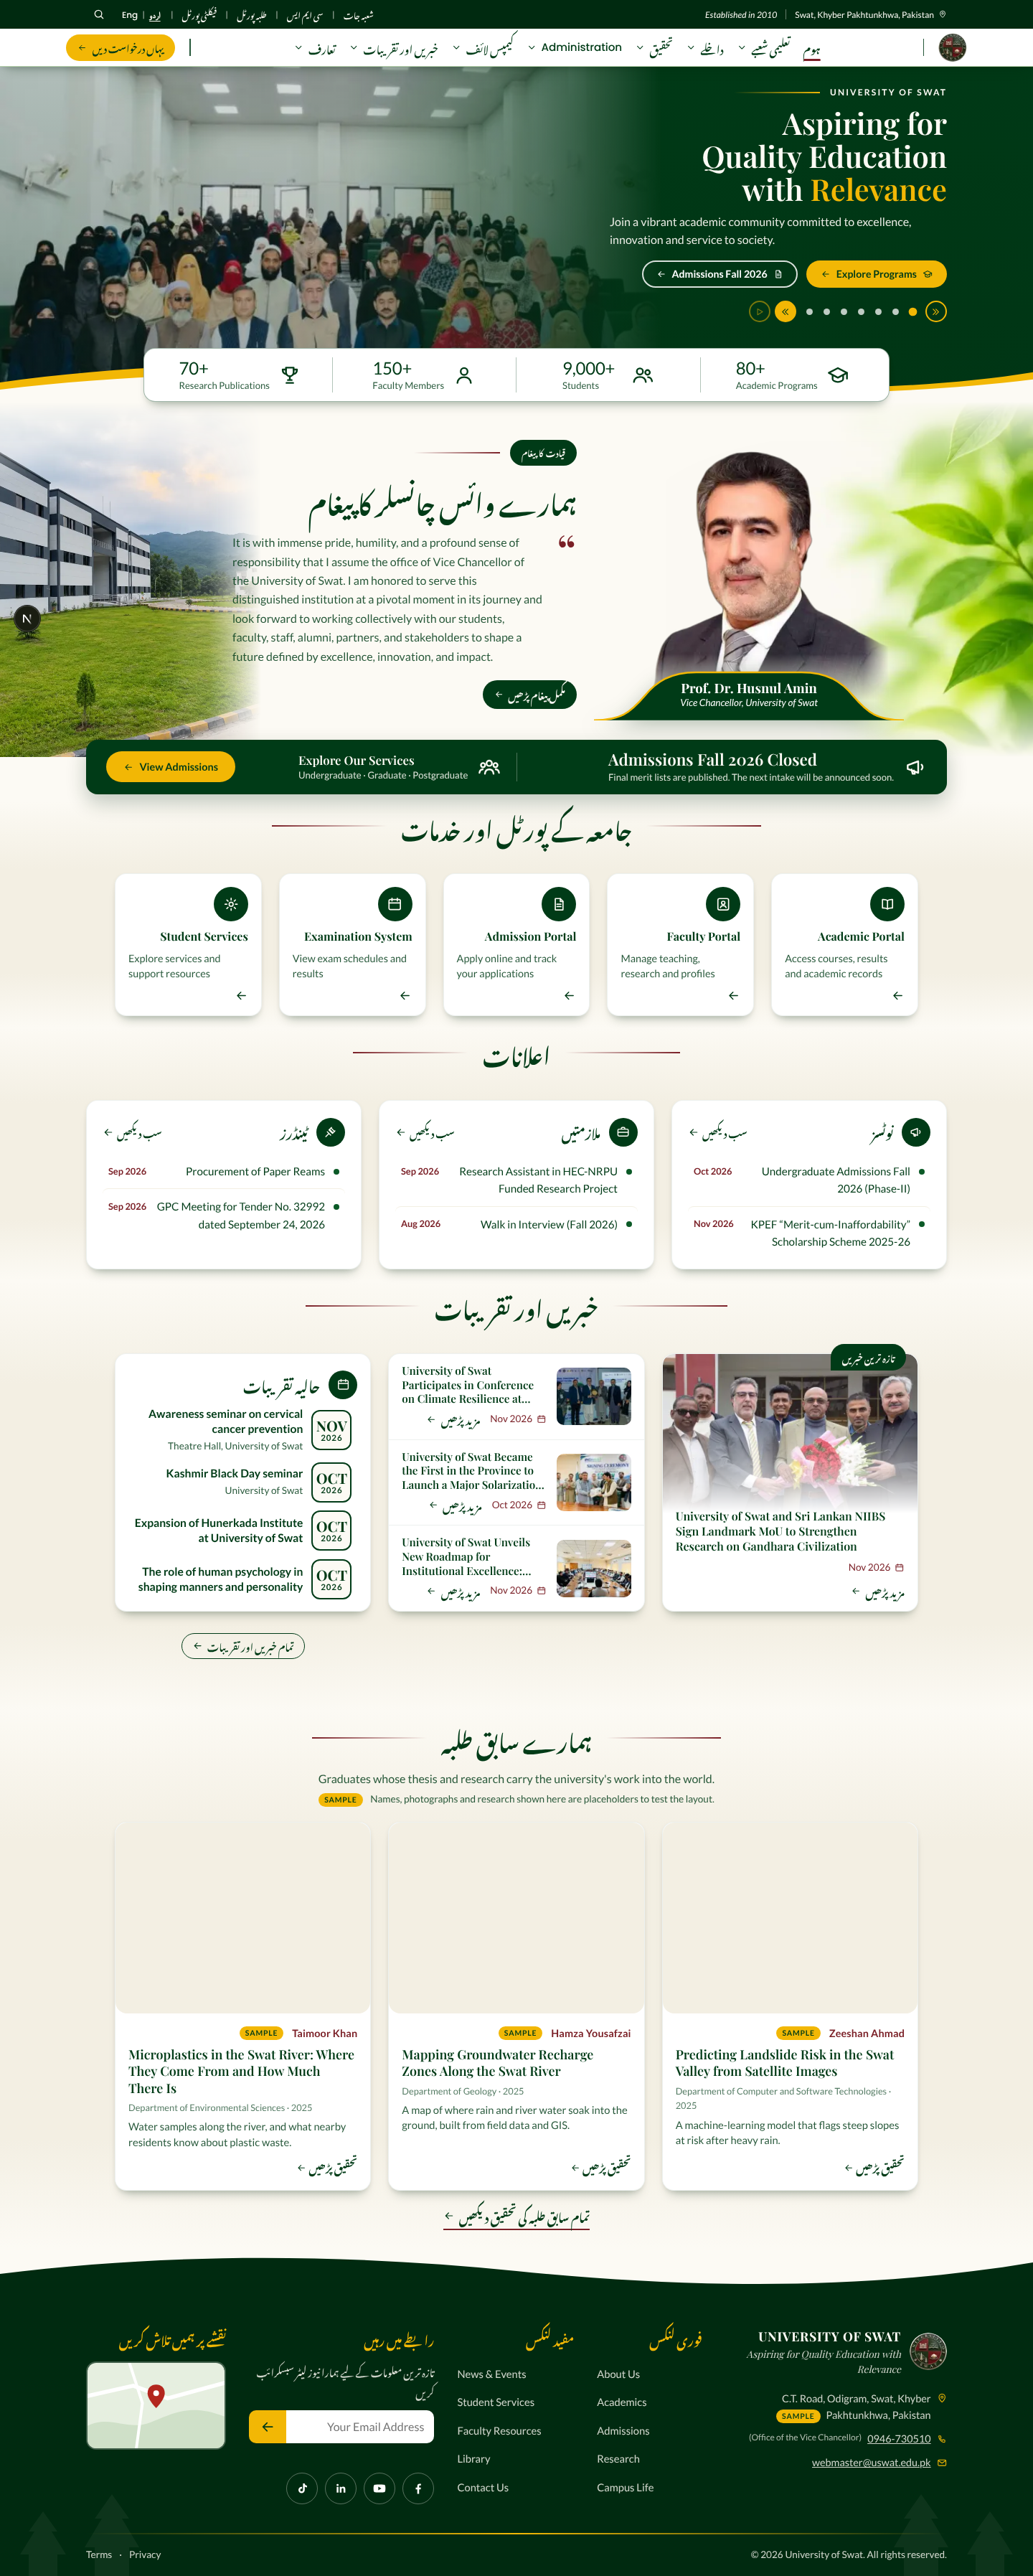 Swat, Khyber Pakhtunkhwa, Pakistan
Established in 2010
شعبہ جات
سی ایم ایس
طلبہ پورٹل
فیکلٹی پورٹل
اردو | Eng
ہوم
تعلیمی شعبے
داخلے
تحقیق
Administration
کیمپس لائف
خبریں اور تقریبات
تعارف
یہاں درخواست دیں
UNIVERSITY OF SWAT
Aspiring for
Quality Education
with Relevance
Join a vibrant academic community committed to excellence,
innovation and service to society.
Explore Programs
Admissions Fall 2026
80+
Academic Programs
9,000+
Students
150+
Faculty Members
70+
Research Publications
قیادت کا پیغام
ہمارے وائس چانسلر کا پیغام
“
It is with immense pride, humility, and a profound sense of
responsibility that I assume the office of Vice Chancellor of
the University of Swat. I am honored to serve this
distinguished institution at a pivotal moment in its journey and
look forward to working collectively with our students,
faculty, staff, alumni, partners, and stakeholders to shape a
future defined by excellence, innovation, and impact.
مکمل پیغام پڑھیں
Prof. Dr. Husnul Amin
Vice Chancellor, University of Swat
N
Admissions Fall 2026 Closed
Final merit lists are published. The next intake will be announced soon.
Explore Our Services
Undergraduate · Graduate · Postgraduate
View Admissions
جامعہ کے پورٹل اور خدمات
Academic Portal
Access courses, results
and academic records
Faculty Portal
Manage teaching,
research and profiles
Admission Portal
Apply online and track
your applications
Examination System
View exam schedules and
results
Student Services
Explore services and
support resources
اعلانات
نوٹسز
سب دیکھیں
Undergraduate Admissions Fall
2026 (Phase-II)
Oct 2026
KPEF “Merit-cum-Inaffordability”
Scholarship Scheme 2025-26
Nov 2026
ملازمتیں
سب دیکھیں
Research Assistant in HEC-NRPU
Funded Research Project
Sep 2026
Walk in Interview (Fall 2026)
Aug 2026
ٹینڈرز
سب دیکھیں
Procurement of Paper Reams
Sep 2026
GPC Meeting for Tender No. 32992
dated September 24, 2026
Sep 2026
خبریں اور تقریبات
تازہ ترین خبریں
University of Swat and Sri Lankan NIIBS
Sign Landmark MoU to Strengthen
Research on Gandhara Civilization
Nov 2026
مزید پڑھیں
University of Swat
Participates in Conference
on Climate Resilience at...
Nov 2026
مزید پڑھیں
University of Swat Became
the First in the Province to
Launch a Major Solarizatio...
Oct 2026
مزید پڑھیں
University of Swat Unveils
New Roadmap for
Institutional Excellence:...
Nov 2026
مزید پڑھیں
حالیہ تقریبات
NOV
2026
Awareness seminar on cervical
cancer prevention
Theatre Hall, University of Swat
OCT
2026
Kashmir Black Day seminar
University of Swat
OCT
2026
Expansion of Hunerkada Institute
at University of Swat
OCT
2026
The role of human psychology in
shaping manners and personality
تمام خبریں اور تقریبات
ہمارے سابق طلبہ
Graduates whose thesis and research carry the university's work into the world.
SAMPLE Names, photographs and research shown here are placeholders to test the layout.
Zeeshan Ahmad SAMPLE
Predicting Landslide Risk in the Swat
Valley from Satellite Images
Department of Computer and Software Technologies ·
2025
A machine-learning model that flags steep slopes
at risk after heavy rain.
تحقیق پڑھیں
Hamza Yousafzai SAMPLE
Mapping Groundwater Recharge
Zones Along the Swat River
Department of Geology · 2025
A map of where rain and river water soak into the
ground, built from field data and GIS.
تحقیق پڑھیں
Taimoor Khan SAMPLE
Microplastics in the Swat River: Where
They Come From and How Much
There Is
Department of Environmental Sciences · 2025
Water samples along the river, and what nearby
residents know about plastic waste.
تحقیق پڑھیں
تمام سابق طلبہ کی تحقیق دیکھیں
UNIVERSITY OF SWAT
Aspiring for Quality Education with
Relevance
C.T. Road, Odigram, Swat, Khyber
Pakhtunkhwa, Pakistan SAMPLE
0946-730510 (Office of the Vice Chancellor)
webmaster@uswat.edu.pk
فوری لنکس
About Us
Academics
Admissions
Research
Campus Life
مفید لنکس
News & Events
Student Services
Faculty Resources
Library
Contact Us
رابطے میں رہیں
تازہ ترین معلومات کے لیے ہمارا نیوز لیٹر سبسکرائب
کریں
Your Email Address
نقشے پر ہمیں تلاش کریں
© 2026 University of Swat. All rights reserved.
Terms · Privacy